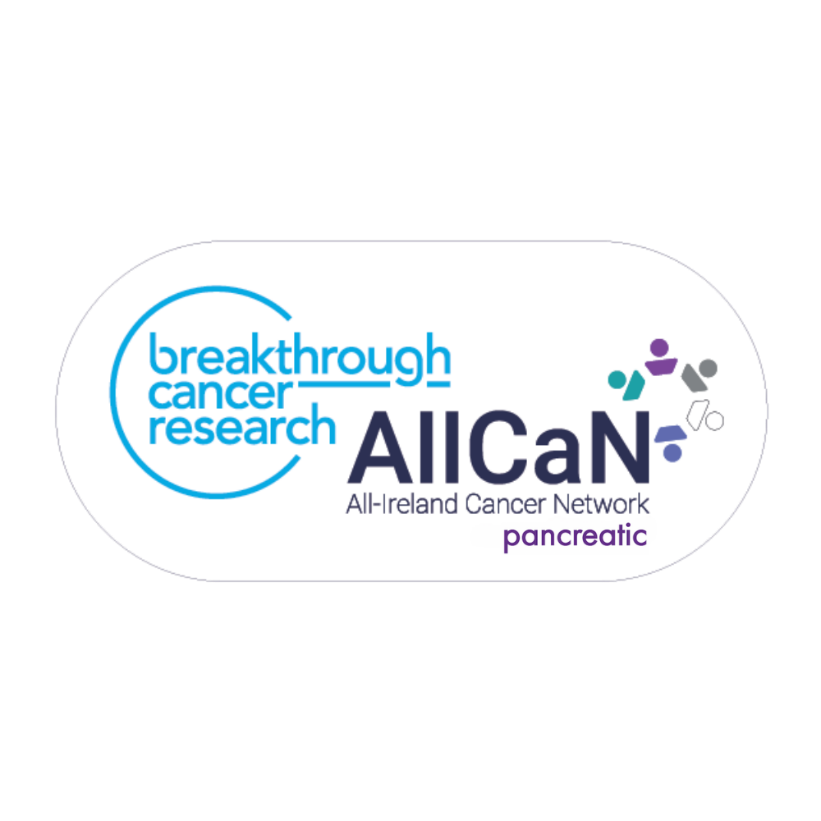 breakthrough
cancer
research
AllCaN
All-Ireland Cancer Network
pancreatic